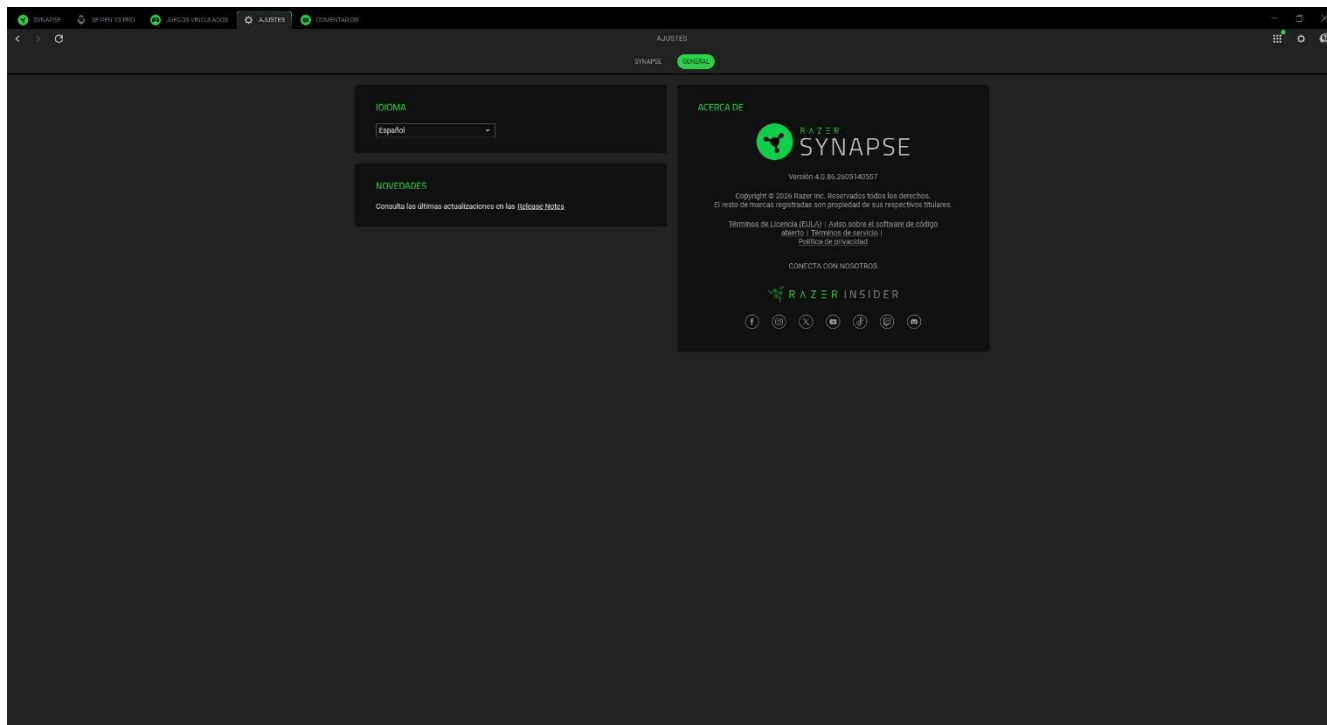 SYNAPSE
SEIREN V3 PRO
JUEGOS VINCULADOS
AJUSTES
COMENTARIOS
AJUSTES
SYNAPSE
GENERAL
IDIOMA
Español
NOVEDADES
Consulta las últimas actualizaciones en las Release Notes
ACERCA DE
RAZER
SYNAPSE
Versión 4.0.86.2605140557
Copyright © 2026 Razer Inc. Reservados todos los derechos.
El resto de marcas registradas son propiedad de sus respectivos titulares.
Términos de Licencia (EULA) | Aviso sobre el software de código
abierto | Términos de servicio |
Política de privacidad
CONECTA CON NOSOTROS
RAZER INSIDER